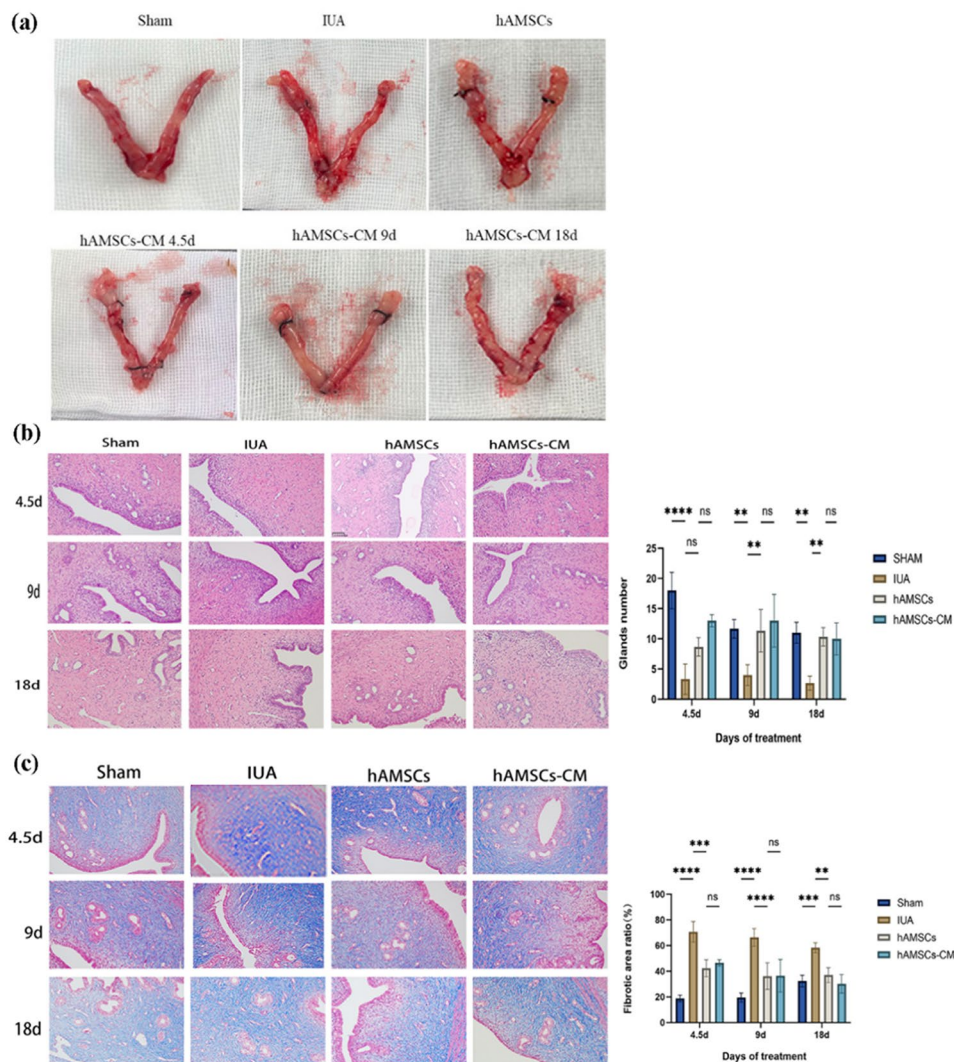 (a)
Sham IUA hAMSCs
hAMSCs-CM 4.5d hAMSCs-CM 9d hAMSCs-CM 18d
(b)
Sham IUA hAMSCs hAMSCs-CM
4.5d
9d
18d
**** ns ** ns ** ns
ns ** **
Glands number
25
20
15
10
5
0
4.5d 9d 18d
Days of treatment
SHAM
IUA
hAMSCs
hAMSCs-CM
(c)
Sham IUA hAMSCs hAMSCs-CM
4.5d
9d
18d
*** ns
**** **** **
ns **** *** ns
Fibrotic area ratio(%)
100
80
60
40
20
0
4.5d 9d 18d
Days of treatment
Sham
IUA
hAMSCs
hAMSCs-CM